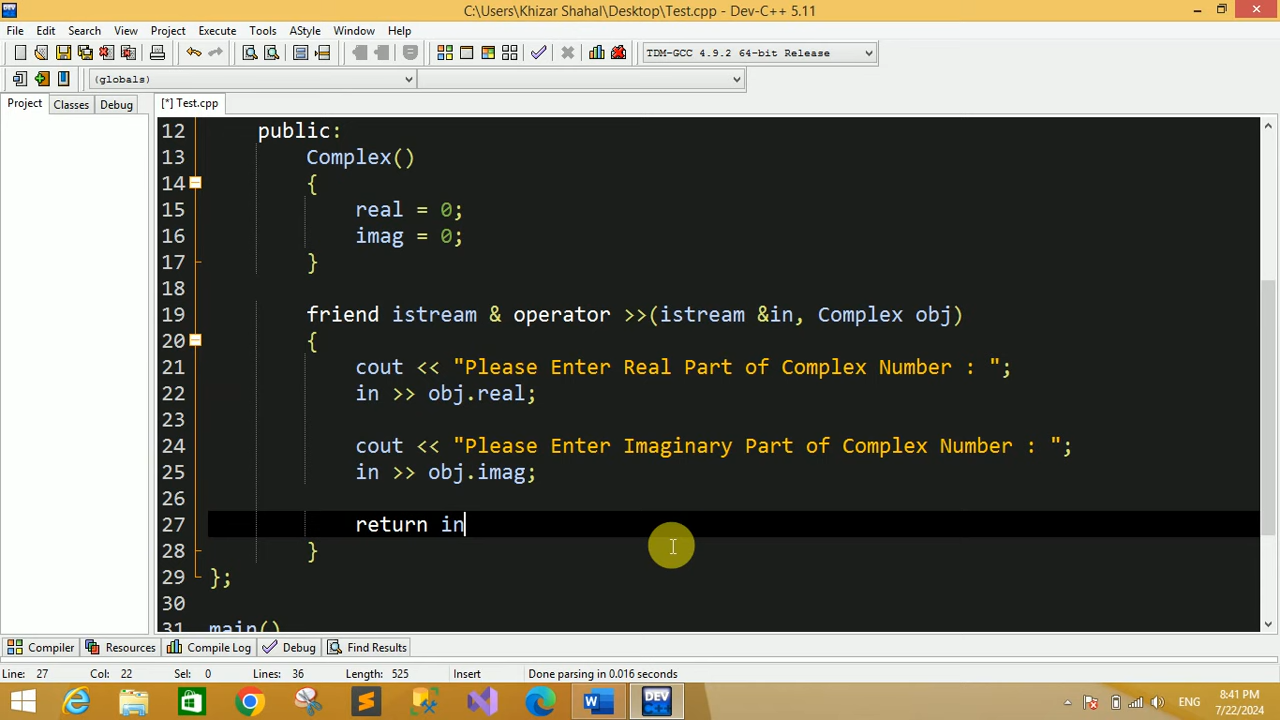 C:\Users\Khizar Shahal\Desktop\Test.cpp - Dev-C++ 5.11
File Edit Search View Project Execute Tools AStyle Window Help
TDM-GCC 4.9.2 64-bit Release
(globals)
Project Classes Debug [*] Test.cpp
12 public:
13 Complex()
14 {
15 real = 0;
16 imag = 0;
17 }
18
19 friend istream & operator >>(istream &in, Complex obj)
20 {
21 cout << "Please Enter Real Part of Complex Number : ";
22 in >> obj.real;
23
24 cout << "Please Enter Imaginary Part of Complex Number : ";
25 in >> obj.imag;
26
27 return in
28 }
29 };
30
31 main()
Compiler Resources Compile Log Debug Find Results
Line: 27 Col: 22 Sel: 0 Lines: 36 Length: 525 Insert Done parsing in 0.016 seconds
DEV C++ ENG 8:41 PM
7/22/2024